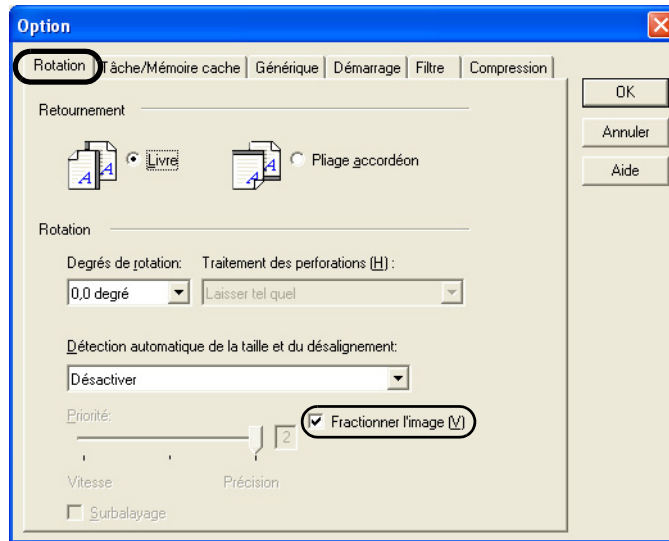 Option
Rotation Tâche/Mémoire cache Générique Démarrage Filtre Compression
OK
Annuler
Aide
Retournement
A A Livre A A Pliage accordéon
Rotation
Degrés de rotation: Traitement des perforations (H) :
0,0 degré Laisser tel quel
Détection automatique de la taille et du désalignement:
Désactiver
Priorité: Fractionner l'image (V)
2
Vitesse Précision
Surbalayage